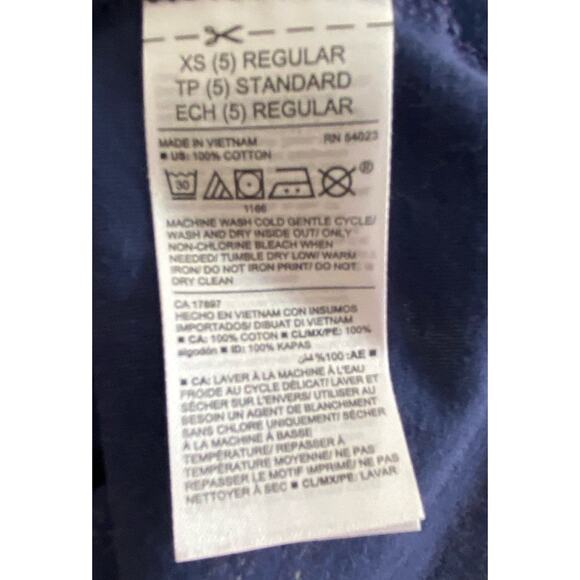 XS (5) REGULAR
TP (5) STANDARD
ECH (5) REGULAR
MADE IN VIETNAM RN 54023
■ US: 100% COTTON
30
®
1166
MACHINE WASH COLD GENTLE CYCLE/
WASH AND DRY INSIDE OUT/ ONLY
NON-CHLORINE BLEACH WHEN
NEEDED/ TUMBLE DRY LOW/ WARM
IRON/ DO NOT IRON PRINT/ DO NOT
DRY CLEAN
CA 17897
HECHO EN VIETNAM CON INSUMOS
IMPORTADOS/ DIBUAT DI VIETNAM
■ CA: 100% COTON ■ CL/MX/PE: 100%
algodón ■ ID: 100% KAPAS
■ AE: 100%
■ CA: LAVER À LA MACHINE À L'EAU
FROIDE AU CYCLE DÉLICAT/ LAVER ET
SÉCHER SUR L'ENVERS/ UTILISER AU
BESOIN UN AGENT DE BLANCHIMENT
SANS CHLORE UNIQUEMENT/ SÉCHER
À LA MACHINE À BASSE
TEMPÉRATURE/ REPASSER À
TEMPÉRATURE MOYENNE/ NE PAS
REPASSER LE MOTIF IMPRIMÉ/ NE PAS
NETTOYER À SEC ■ CL/MX/PE: LAVAR